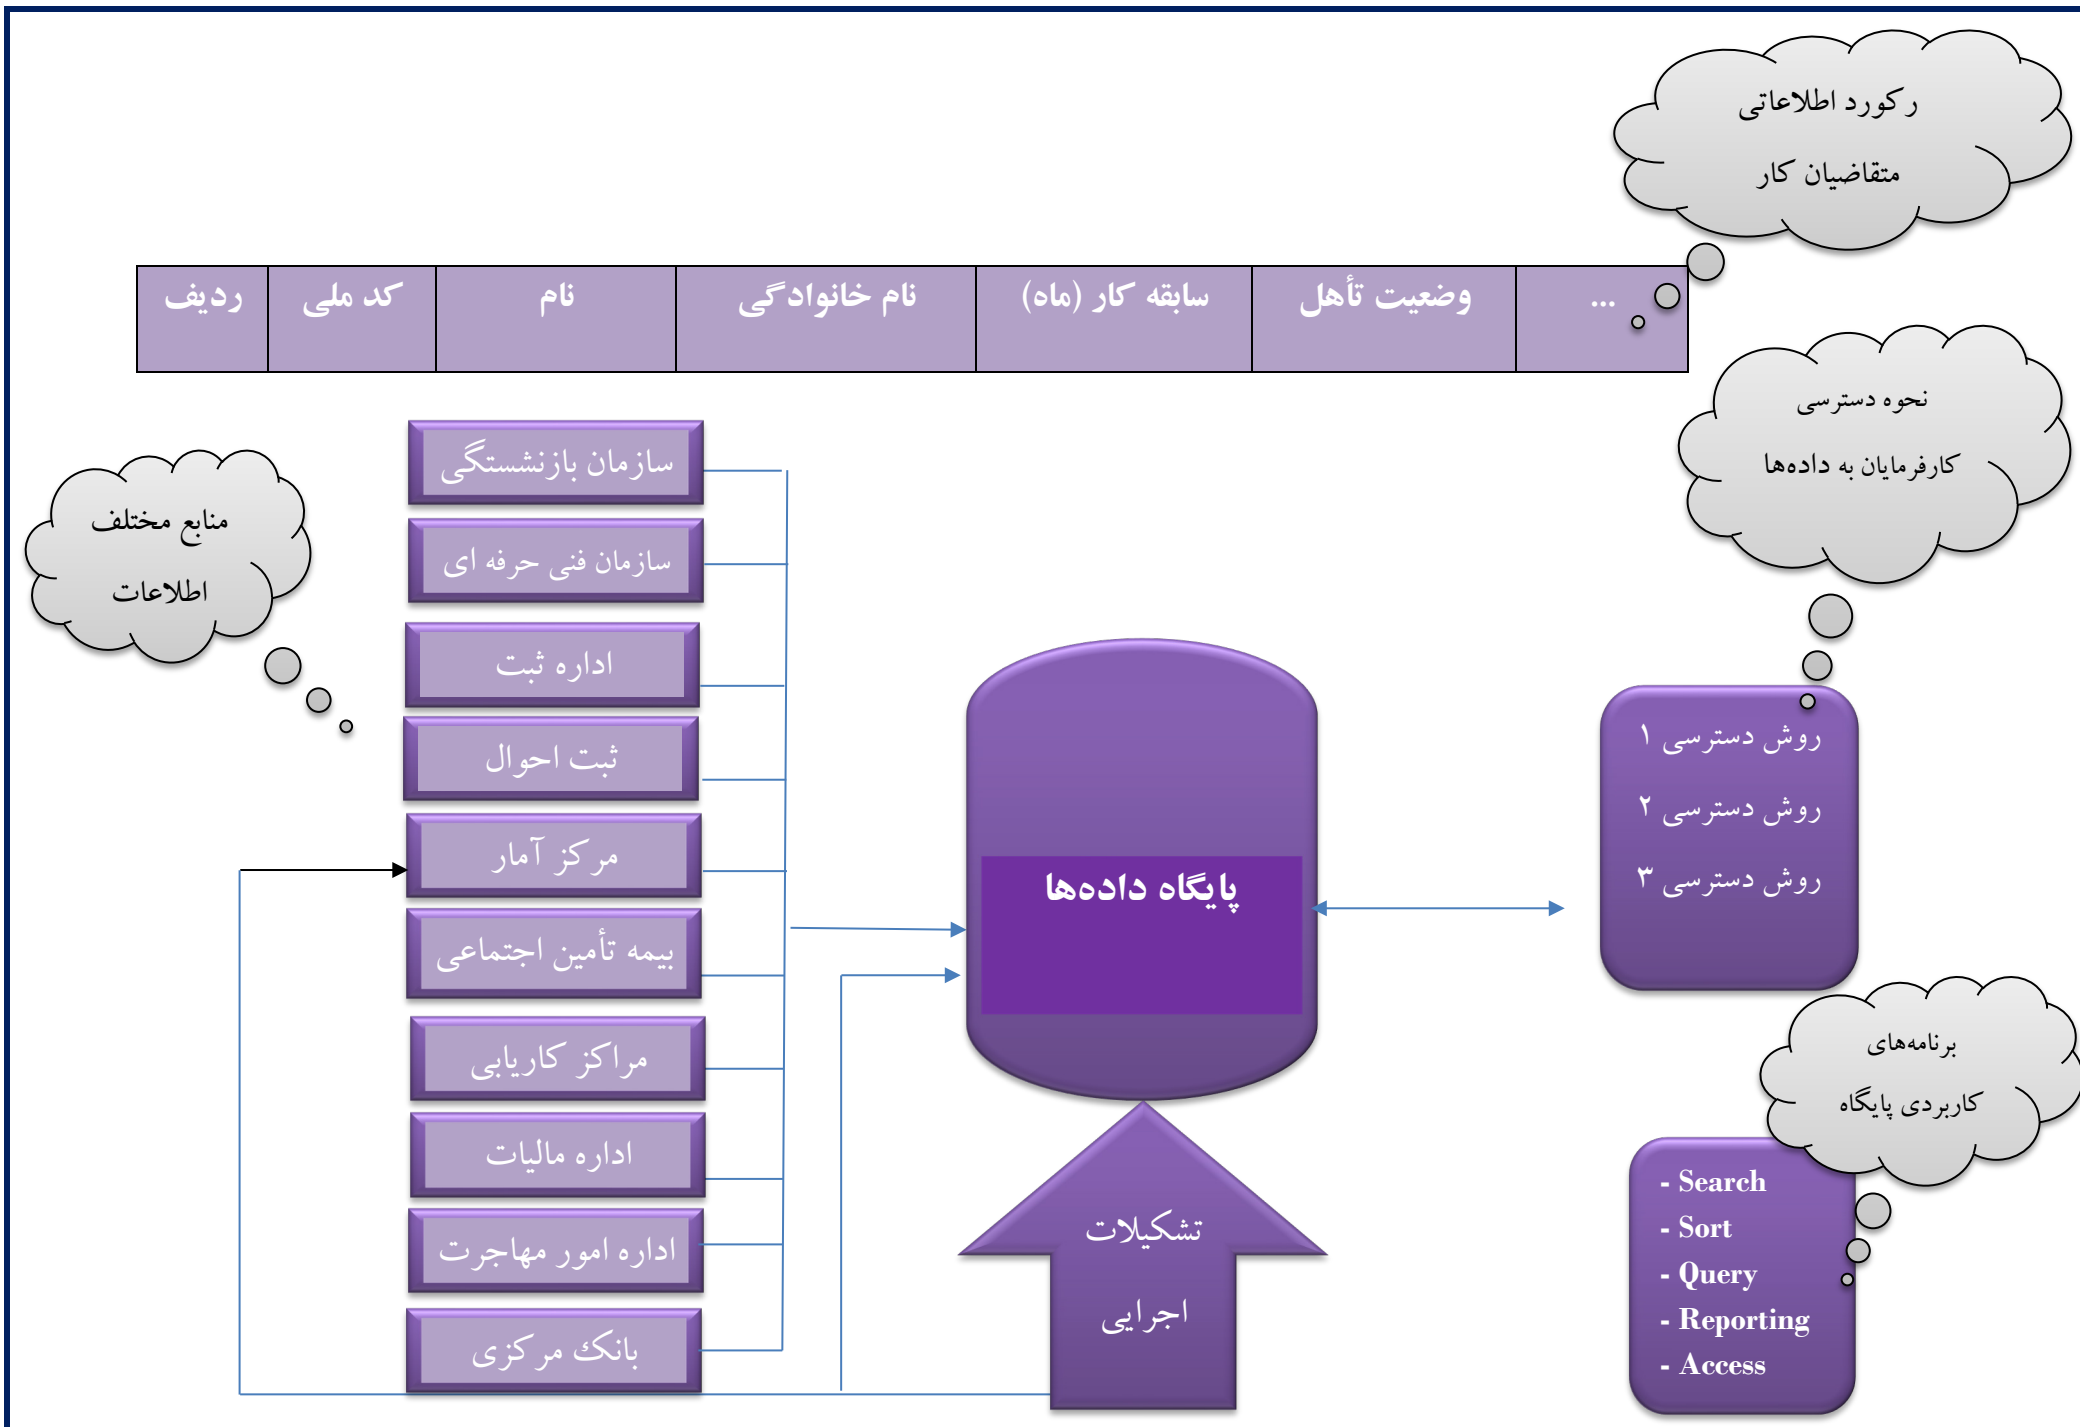 رکورد اطلاعاتی
متقاضیان کار
ردیف
کد ملی
نام
نام خانوادگی
سابقه کار (ماه)
وضعیت تأهل
...
نحوه دسترسی
کارفرمایان به داده‌ها
منابع مختلف
اطلاعات
سازمان بازنشستگی
سازمان فنی حرفه ای
اداره ثبت
ثبت احوال
مرکز آمار
بیمه تأمین اجتماعی
مراکز کاریابی
اداره مالیات
اداره امور مهاجرت
بانک مرکزی
پایگاه داده‌ها
تشکیلات
اجرایی
روش دسترسی ۱
روش دسترسی ۲
روش دسترسی ۳
برنامه‌های
کاربردی پایگاه
- Search
- Sort
- Query
- Reporting
- Access